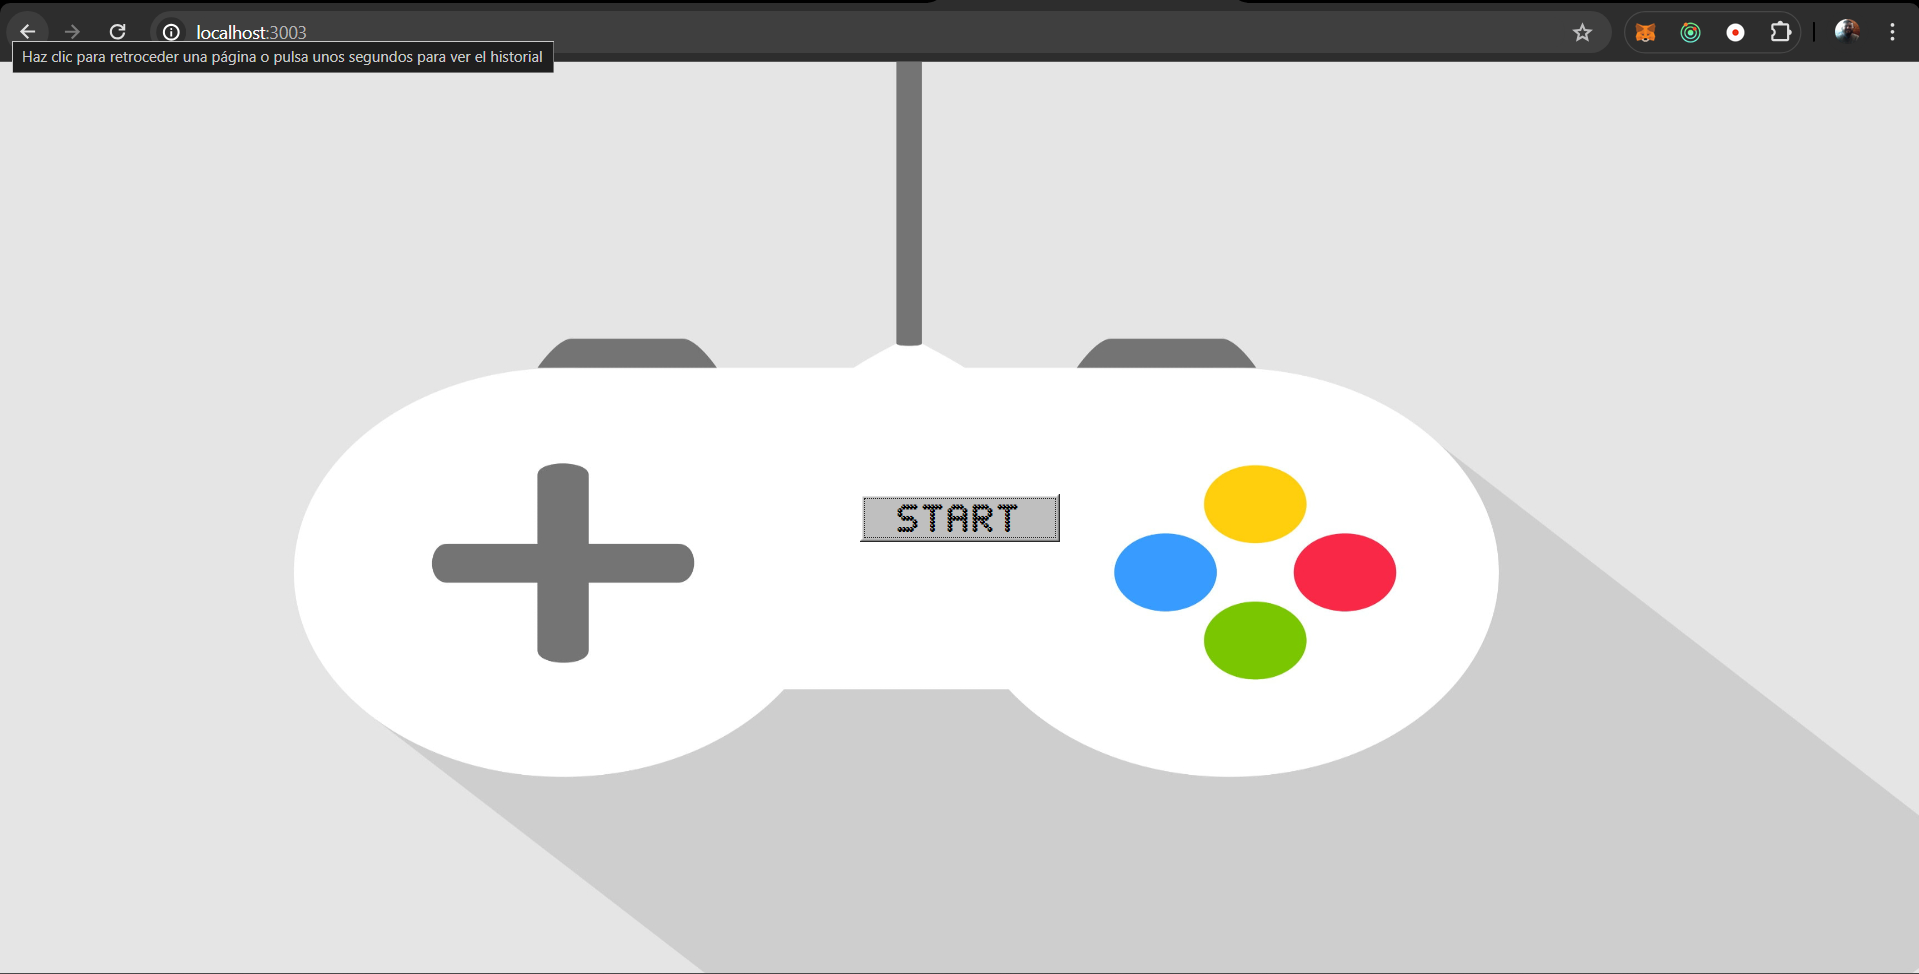 localhost:3003
Haz clic para retroceder una página o pulsa unos segundos para ver el historial
START